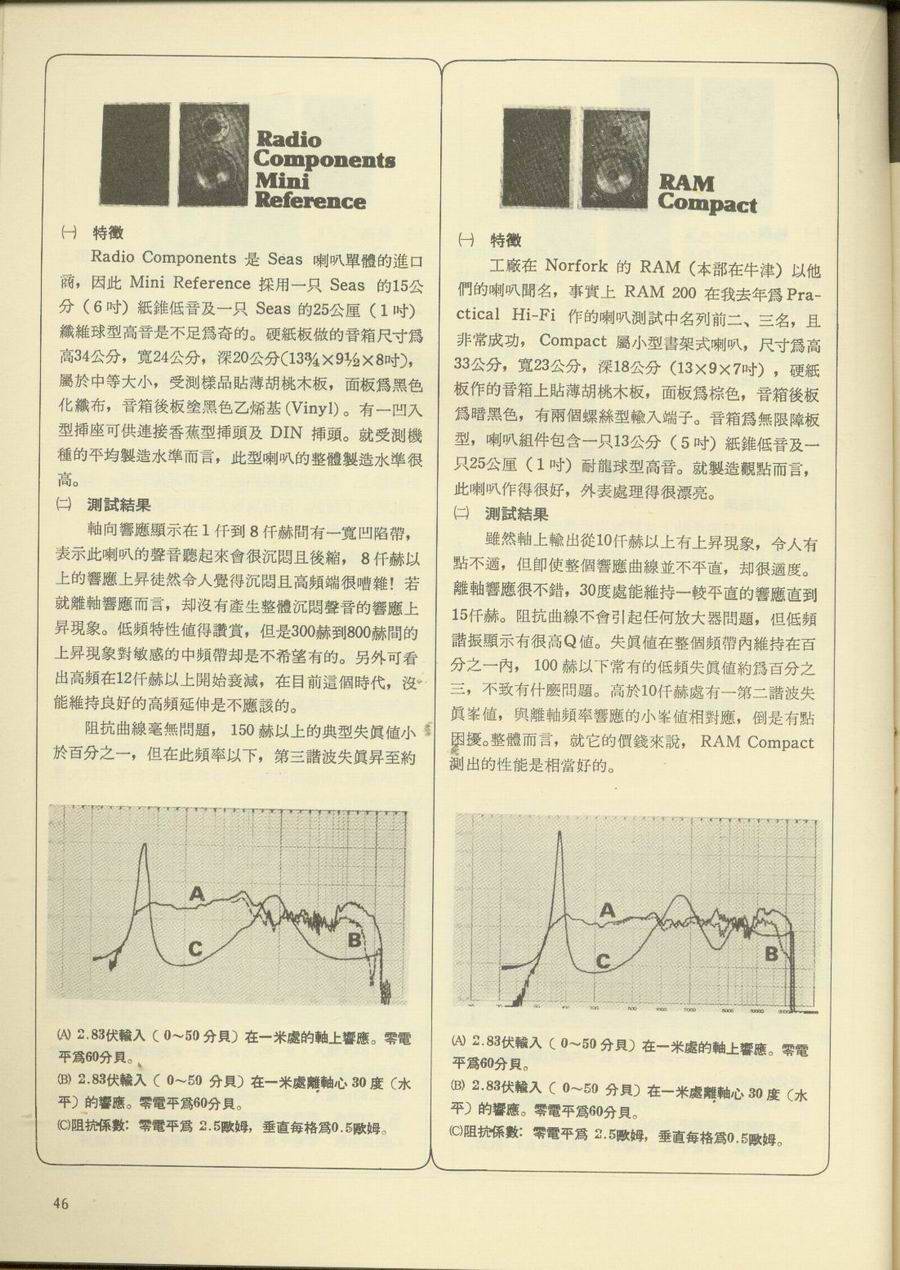 Radio
Components
Mini
Reference
㈠ 特徵
Radio Components 是 Seas 喇叭單體的進口
商，因此 Mini Reference 採用一只 Seas 的15公
分（6吋）紙錐低音及一只 Seas 的25公厘（1吋）
纖維球型高音是不足爲奇的。硬紙板做的音箱尺寸爲
高34公分，寬24公分，深20公分(13¾×9½×8吋)，
屬於中等大小，受測樣品貼薄胡桃木板，面板爲黑色
化纖布，音箱後板塗黑色乙烯基(Vinyl)。有一凹入
型揷座可供連接香蕉型揷頭及 DIN 揷頭。就受測機
種的平均製造水準而言，此型喇叭的整體製造水準很
高。
㈡ 測試結果
軸向響應顯示在1仟到8仟赫間有一寬凹陷帶，
表示此喇叭的聲音聽起來會很沉悶且後縮，8仟赫以
上的響應上昇徒然令人覺得沉悶且高頻端很嘈雜！若
就離軸響應而言，却沒有產生整體沉悶聲音的響應上
昇現象。低頻特性値得讚賞，但是300赫到800赫間的
上昇現象對敏感的中頻帶却是不希望有的。另外可看
出高頻在12仟赫以上開始衰減，在目前這個時代，沒
能維持良好的高頻延伸是不應該的。
阻抗曲線毫無問題，150 赫以上的典型失眞値小
於百分之一，但在此頻率以下，第三諧波失眞昇至約
A
B
C
(A) 2.83伏輸入（0～50 分貝）在一米處的軸上響應。零電
平爲60分貝。
(B) 2.83伏輸入（0～50 分貝）在一米處離軸心 30 度（水
平）的響應。零電平爲60分貝。
(C)阻抗係數：零電平爲 2.5歐姆，垂直每格爲0.5歐姆。
46
RAM
Compact
㈠ 特徵
工廠在 Norfork 的 RAM（本部在牛津）以他
們的喇叭聞名，事實上 RAM 200 在我去年爲 Pra-
ctical Hi-Fi 作的喇叭測試中名列前二、三名，且
非常成功，Compact 屬小型書架式喇叭，尺寸爲高
33公分，寬23公分，深18公分（13×9×7吋），硬紙
板作的音箱上貼薄胡桃木板，面板爲棕色，音箱後板
爲暗黑色，有兩個螺絲型輸入端子。音箱爲無限障板
型，喇叭組件包含一只13公分（5吋）紙錐低音及一
只25公厘（1吋）耐龍球型高音。就製造觀點而言，
此喇叭作得很好，外表處理得很漂亮。
㈡ 測試結果
雖然軸上輸出從10仟赫以上有上昇現象，令人有
點不適，但即使整個響應曲線並不平直，却很適度。
離軸響應很不錯，30度處能維持一較平直的響應直到
15仟赫。阻抗曲線不會引起任何放大器問題，但低頻
諧振顯示有很高Q値。失眞値在整個頻帶內維持在百
分之一內，100 赫以下常有的低頻失眞値約爲百分之
三，不致有什麼問題。高於10仟赫處有一第二諧波失
眞峯値，與離軸頻率響應的小峯値相對應，倒是有點
困擾。整體而言，就它的價錢來說，RAM Compact
測出的性能是相當好的。
A
B
C
(A) 2.83伏輸入（0～50分貝）在一米處的軸上響應。零電
平爲60分貝。
(B) 2.83伏輸入（0～50 分貝）在一米處離軸心 30 度（水
平）的響應。零電平爲60分貝。
(C)阻抗係數：零電平爲 2.5歐姆，垂直每格爲0.5歐姆。